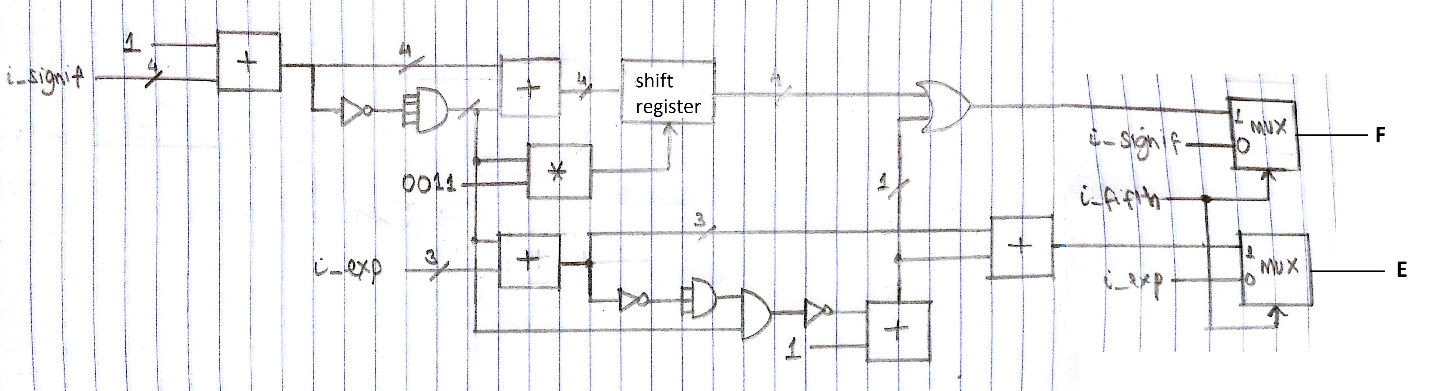 1
4
i_signif
+
4
+
4
shift
register
4
0011
*
i_exp
3
+
3
1
+
1
+
i_signif
1
0
MUX
F
i_fifth
i_exp
1
0
MUX
E